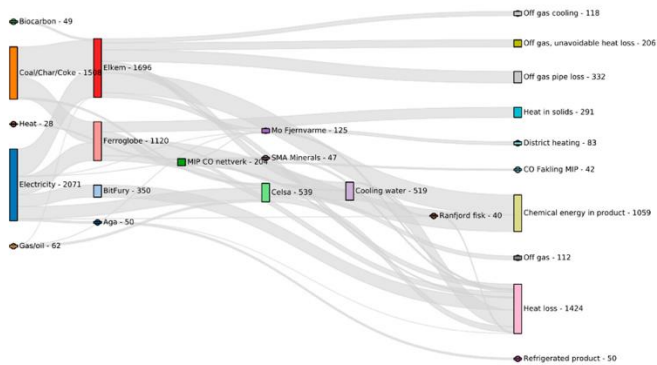 Biocarbon - 49
Coal/Char/Coke - 1508
Heat - 28
Electricity - 2071
Gas/oil - 62
Elkem - 1696
Ferroglobe - 1120
BitFury - 350
Aga - 50
MIP CO nettverk - 204
Mo Fjernvarme - 125
SMA Minerals - 47
Celsa - 539
Cooling water - 519
Ranfjord fisk - 40
Off gas cooling - 118
Off gas, unavoidable heat loss - 206
Off gas pipe loss - 332
Heat in solids - 291
District heating - 83
CO Fakling MIP - 42
Chemical energy in product - 1059
Off gas - 112
Heat loss - 1424
Refrigerated product - 50